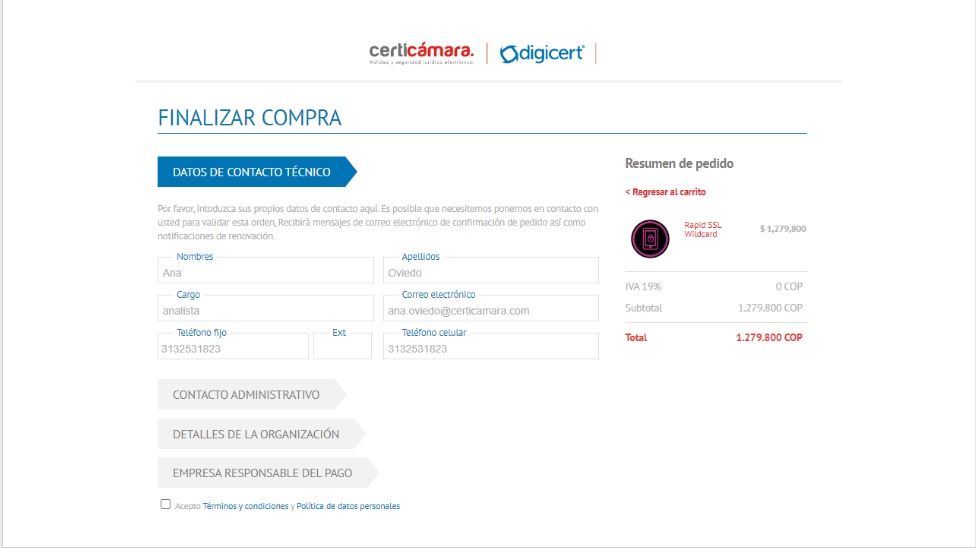 certicámara.
Validez y seguridad jurídica electrónica
digicert
FINALIZAR COMPRA
DATOS DE CONTACTO TÉCNICO
Por favor, intoduzca sus propios datos de contacto aquí. Es posible que necesitemos ponernos en contacto con
usted para validar esta orden, Recibirá mensajes de correo electrónico de confirmación de pedido así como
notificaciones de renovación.
Nombres
Ana
Apellidos
Oviedo
Cargo
analista
Correo electrónico
ana.oviedo@certicamara.com
Teléfono fijo
3132531823
Ext
Teléfono celular
3132531823
CONTACTO ADMINISTRATIVO
DETALLES DE LA ORGANIZACIÓN
EMPRESA RESPONSABLE DEL PAGO
Acepto Términos y condiciones y Política de datos personales
Resumen de pedido
< Regresar al carrito
Rapid SSL
Wildcard
$ 1,279,800
IVA 19% 0 COP
Subtotal 1.279.800 COP
Total 1.279.800 COP